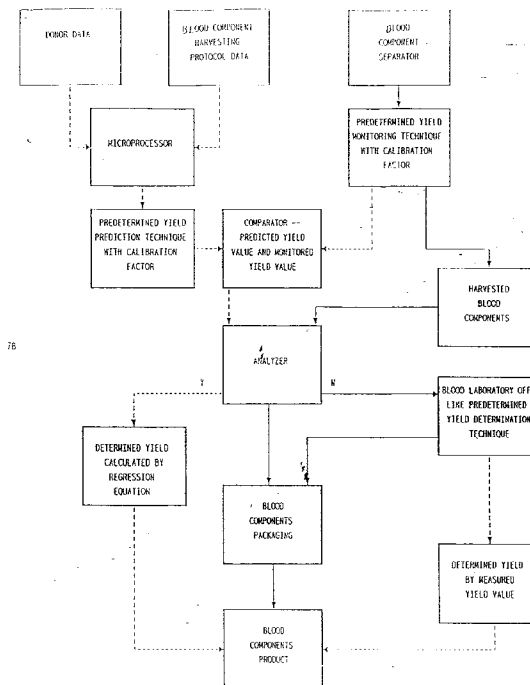 DONOR DATA
BLOOD COMPONENT
HARVESTING
PROTOCOL DATA
BLOOD
COMPONENT
SEPARATOR
MICROPROCESSOR
PREDETERMINED YIELD
MONITORING TECHNIQUE
WITH CALIBRATION
FACTOR
PREDETERMINED YIELD
PREDICTION TECHNIQUE
WITH CALIBRATION
FACTOR
COMPARATOR --
PREDICTED YIELD
VALUE AND MONITORED
YIELD VALUE
HARVESTED
BLOOD
COMPONENTS
78
ANALYZER
Y
N
BLOOD LABORATORY OFF
LIKE PREDETERMINED
YIELD DETERMINATION
TECHNIQUE
DETERMINED YIELD
CALCULATED BY
REGRESSION
EQUATION
BLOOD
COMPONENTS
PACKAGING
DETERMINED YIELD
BY MEASURED
YIELD VALUE
BLOOD
COMPONENTS
PRODUCT